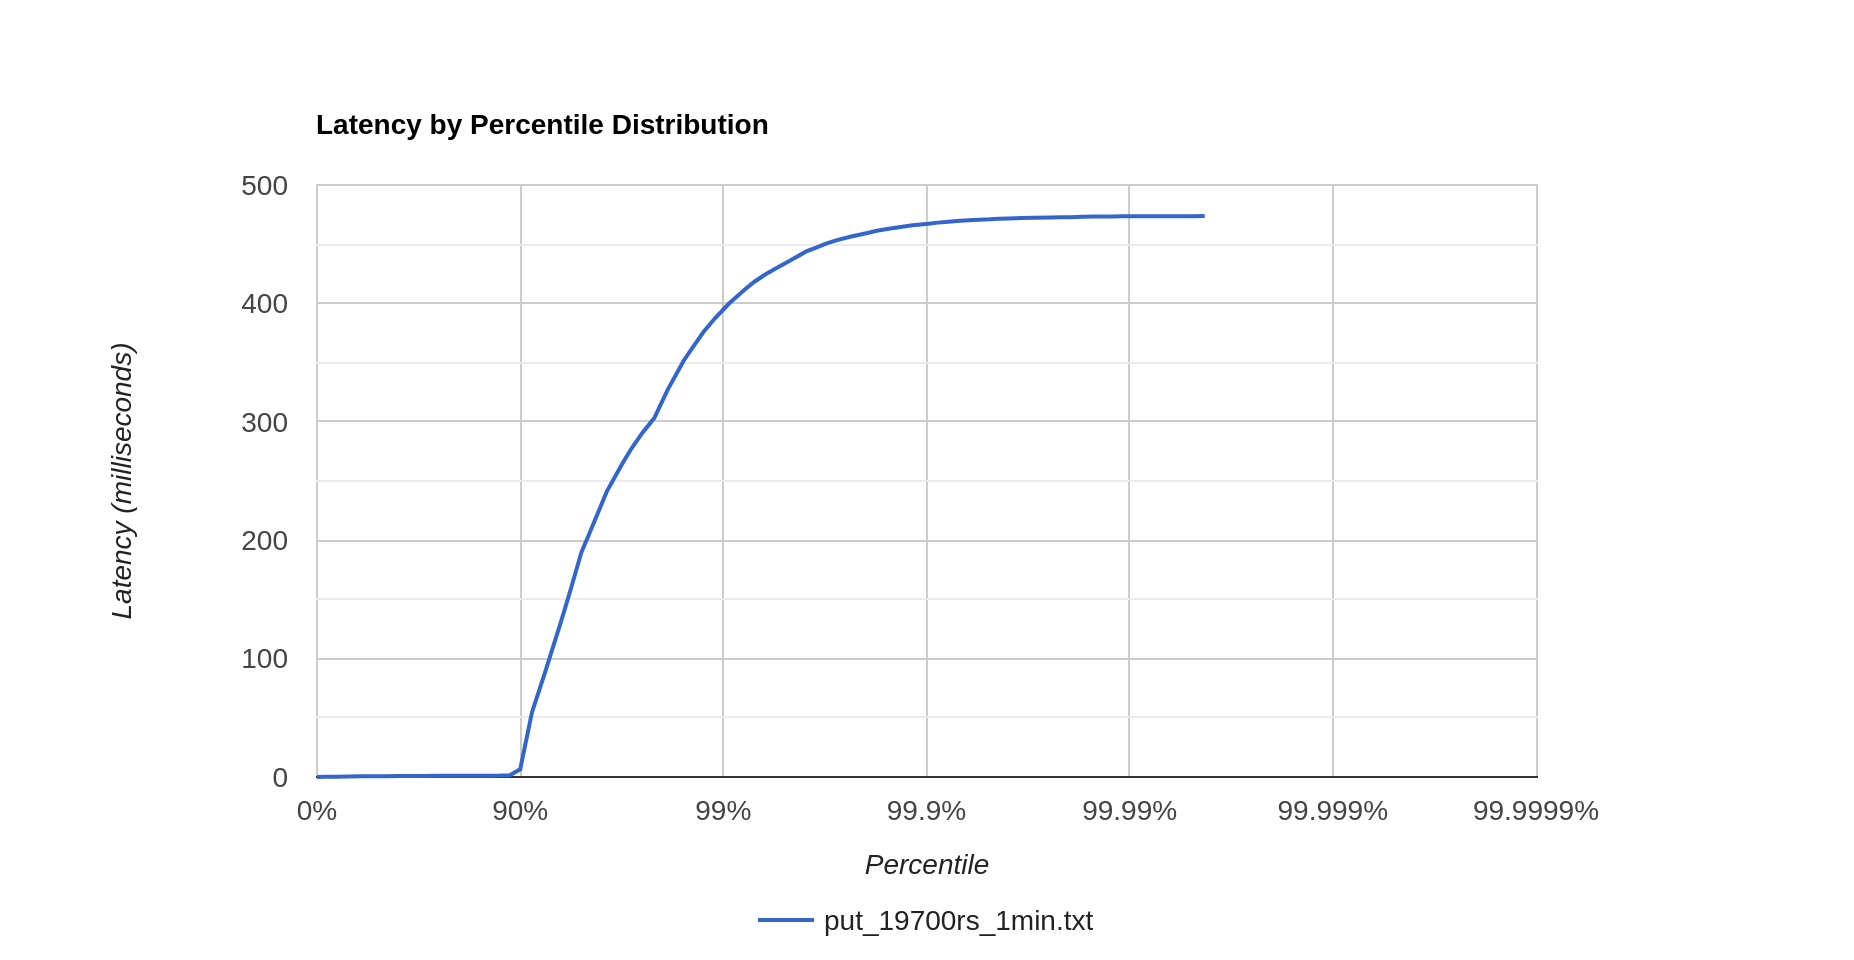 Latency by Percentile Distribution
500
400
300
200
100
0
Latency (milliseconds)
0% 90% 99% 99.9% 99.99% 99.999% 99.9999%
Percentile
put_19700rs_1min.txt